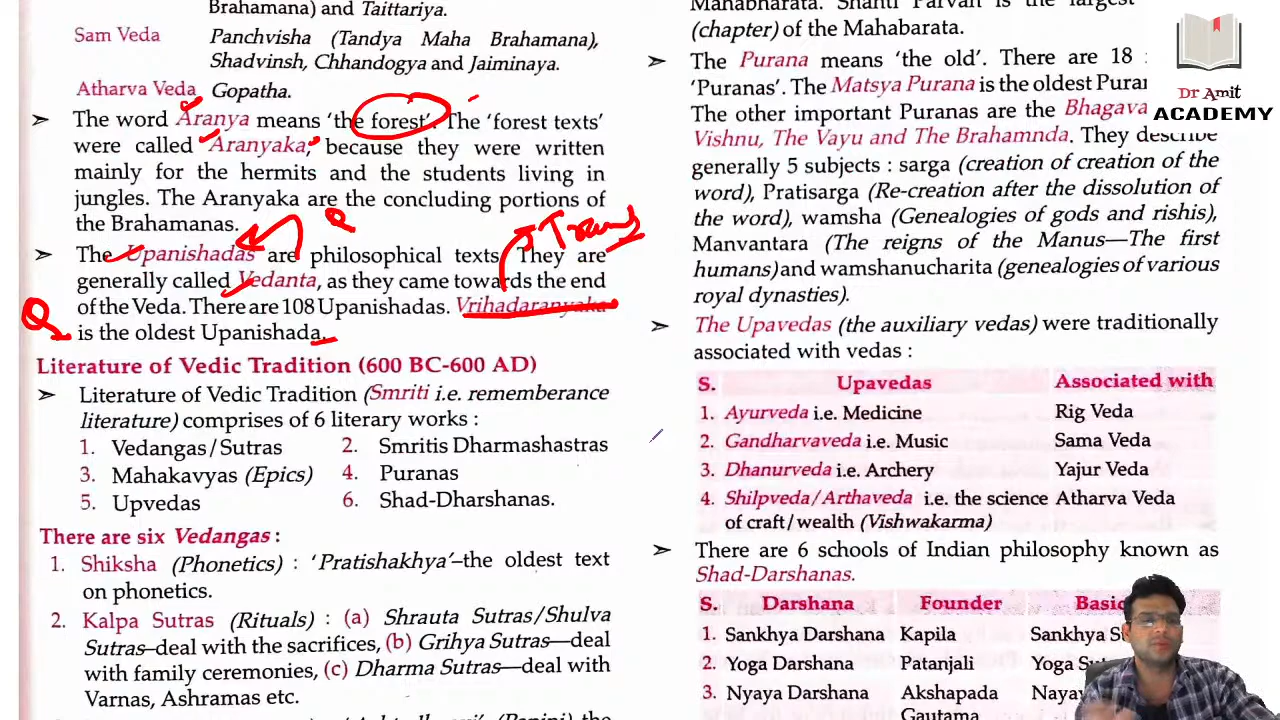 Brahamana) and Taittariya.
Sam Veda Panchvisha (Tandya Maha Brahamana),
Shadvinsh, Chhandogya and Jaiminaya.
Atharva Veda Gopatha.
➢ The word Aranya means 'the forest'. The 'forest texts'
were called 'Aranyaka,' because they were written
mainly for the hermits and the students living in
jungles. The Aranyaka are the concluding portions of
the Brahamanas.
➢ The Upanishadas are philosophical texts. They are
generally called Vedanta, as they came towards the end
of the Veda. There are 108 Upanishadas. Vrihadaranyaka
is the oldest Upanishada.
Literature of Vedic Tradition (600 BC-600 AD)
➢ Literature of Vedic Tradition (Smriti i.e. rememberance
literature) comprises of 6 literary works :
1. Vedangas/Sutras 2. Smritis Dharmashastras
3. Mahakavyas (Epics) 4. Puranas
5. Upvedas 6. Shad-Dharshanas.
There are six Vedangas :
1. Shiksha (Phonetics) : 'Pratishakhya'–the oldest text
on phonetics.
2. Kalpa Sutras (Rituals) : (a) Shrauta Sutras/Shulva
Sutras–deal with the sacrifices, (b) Grihya Sutras—deal
with family ceremonies, (c) Dharma Sutras—deal with
Varnas, Ashramas etc.
Mahabharata. Shanti Parvan is the largest
(chapter) of the Mahabarata.
➢ The Purana means 'the old'. There are 18
'Puranas'. The Matsya Purana is the oldest Puran
The other important Puranas are the Bhagava
Vishnu, The Vayu and The Brahamnda. They describe
generally 5 subjects : sarga (creation of creation of the
word), Pratisarga (Re-creation after the dissolution of
the word), wamsha (Genealogies of gods and rishis),
Manvantara (The reigns of the Manus—The first
humans) and wamshanucharita (genealogies of various
royal dynasties).
➢ The Upavedas (the auxiliary vedas) were traditionally
associated with vedas :
S. Upavedas Associated with
1. Ayurveda i.e. Medicine Rig Veda
2. Gandharvaveda i.e. Music Sama Veda
3. Dhanurveda i.e. Archery Yajur Veda
4. Shilpveda/Arthaveda i.e. the science Atharva Veda
of craft/wealth (Vishwakarma)
➢ There are 6 schools of Indian philosophy known as
Shad-Darshanas.
S. Darshana Founder Basic
1. Sankhya Darshana Kapila Sankhya Su
2. Yoga Darshana Patanjali Yoga Sut
3. Nyaya Darshana Akshapada Nayay
Gautama
Dr Amit
ACADEMY
Q
Q